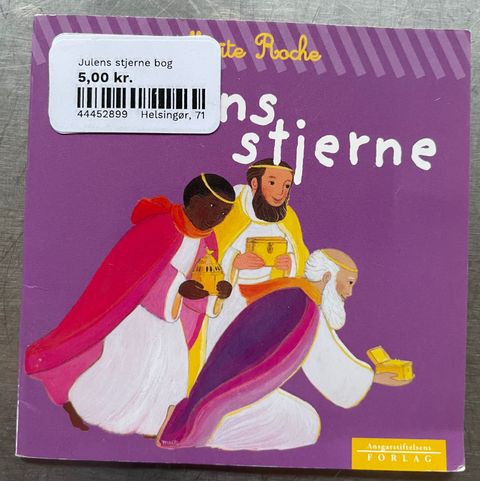 Roche
Julens stjerne bog
5,00 kr.
44452899 Helsingør, 71
ns
stjerne
Ansgarstiftelsens
FORLAG